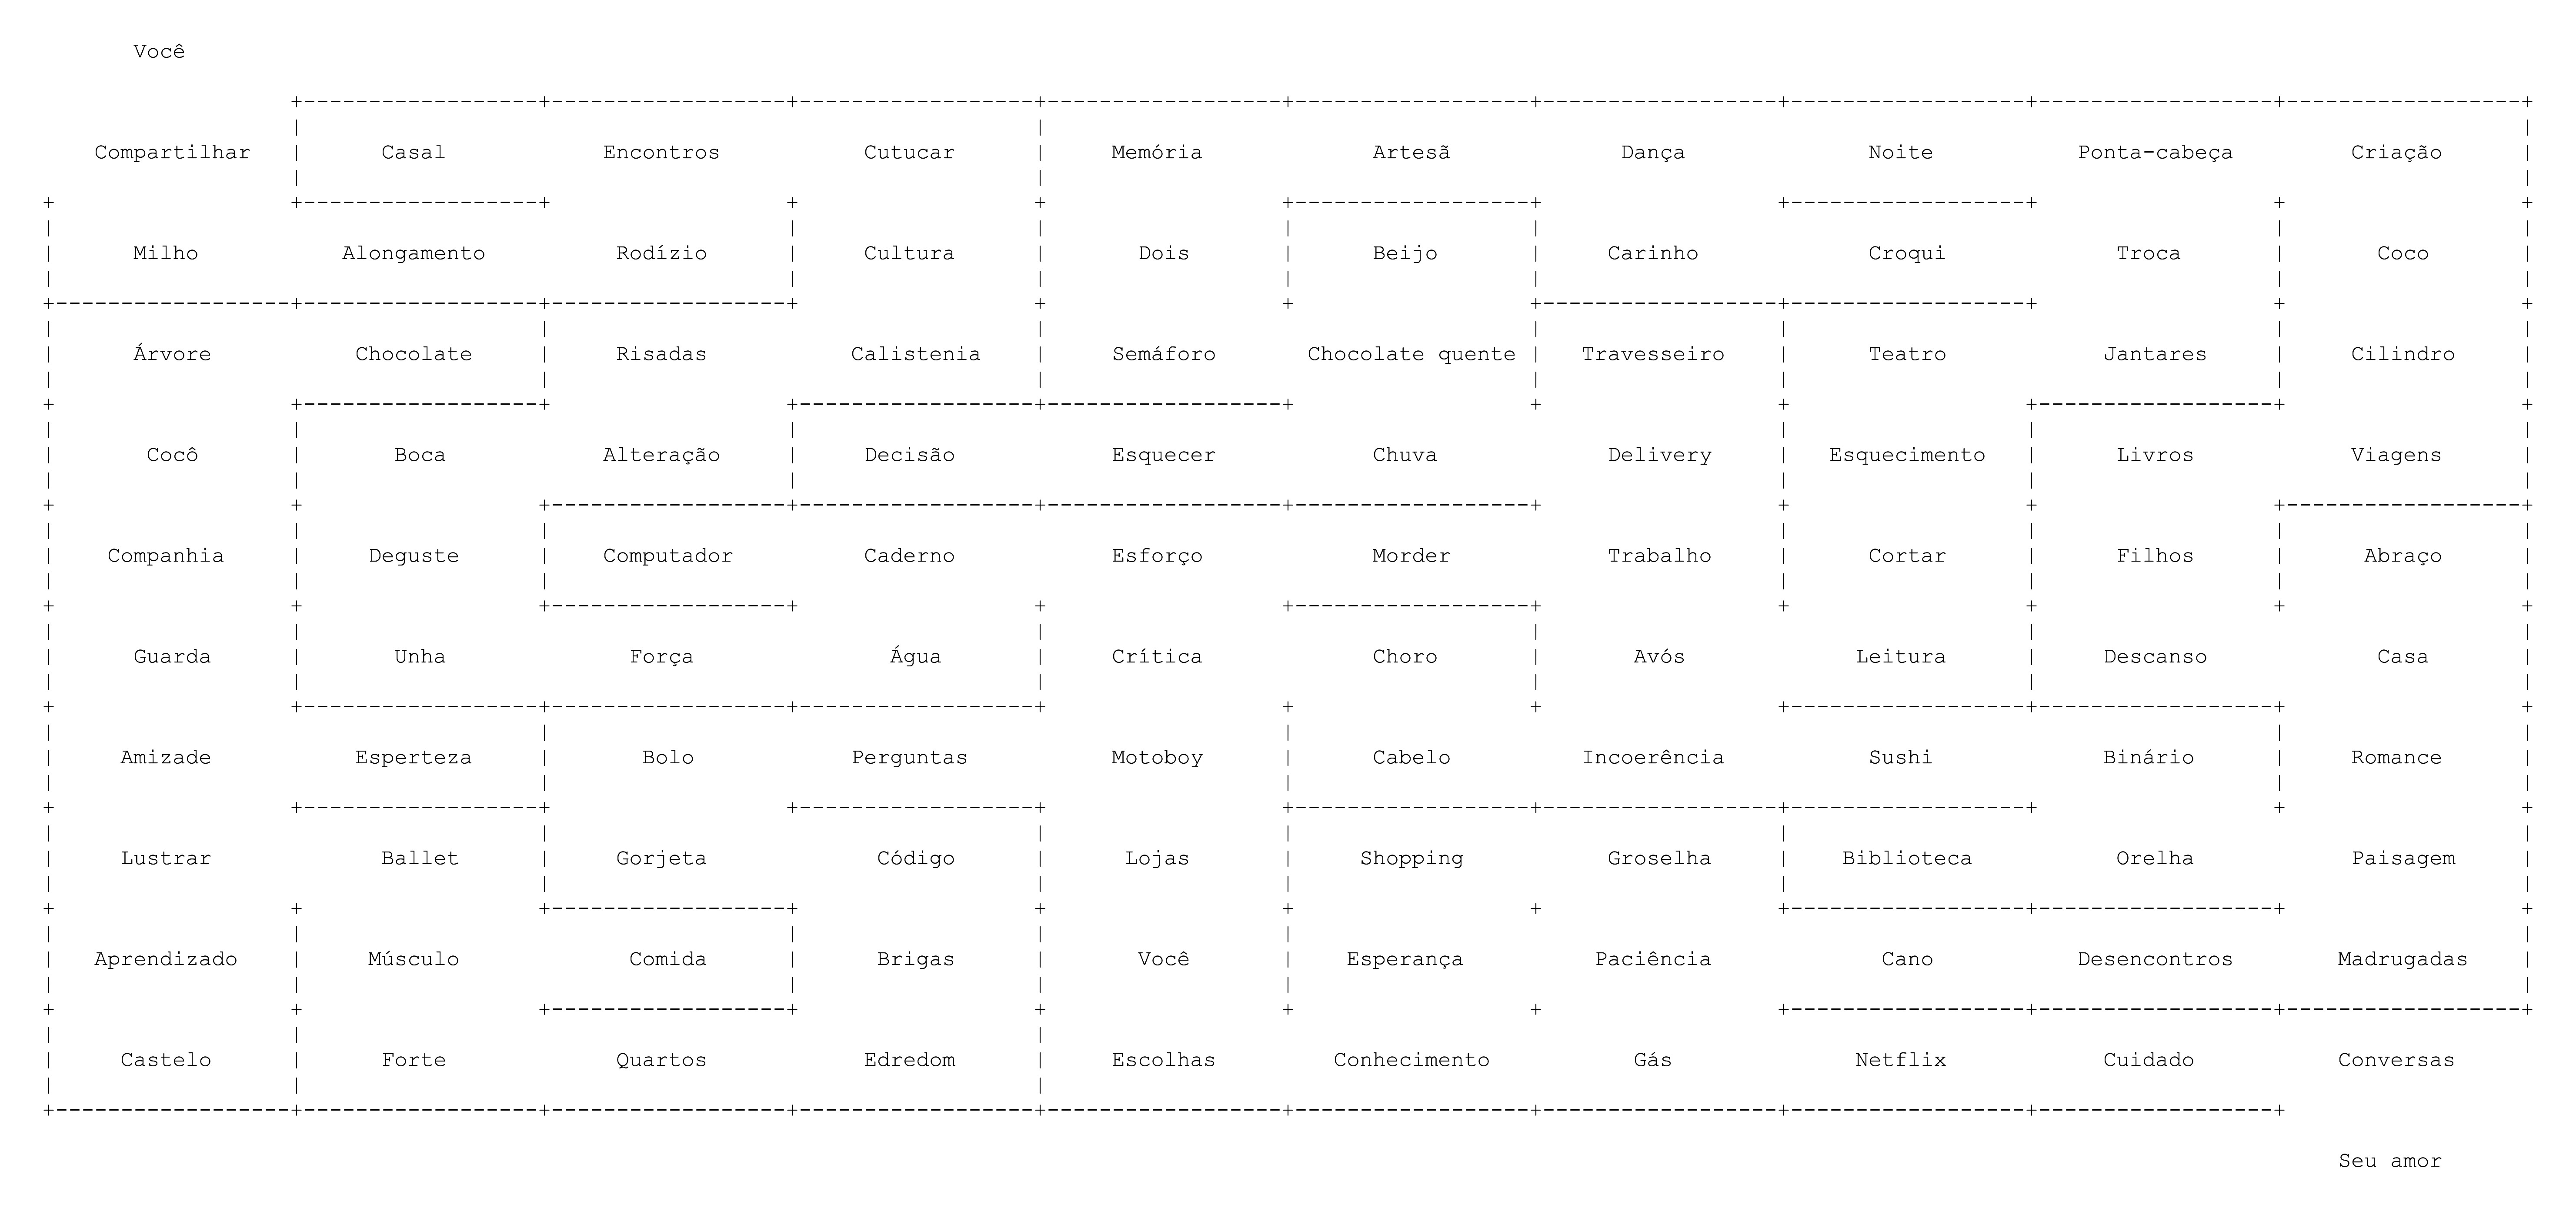 Você
Compartilhar Casal Encontros Cutucar Memória Artesã Dança Noite Ponta-cabeça Criação
Milho Alongamento Rodízio Cultura Dois Beijo Carinho Croqui Troca Coco
Árvore Chocolate Risadas Calistenia Semáforo Chocolate quente Travesseiro Teatro Jantares Cilindro
Cocô Boca Alteração Decisão Esquecer Chuva Delivery Esquecimento Livros Viagens
Companhia Deguste Computador Caderno Esforço Morder Trabalho Cortar Filhos Abraço
Guarda Unha Força Água Crítica Choro Avós Leitura Descanso Casa
Amizade Esperteza Bolo Perguntas Motoboy Cabelo Incoerência Sushi Binário Romance
Lustrar Ballet Gorjeta Código Lojas Shopping Groselha Biblioteca Orelha Paisagem
Aprendizado Músculo Comida Brigas Você Esperança Paciência Cano Desencontros Madrugadas
Castelo Forte Quartos Edredom Escolhas Conhecimento Gás Netflix Cuidado Conversas
Seu amor